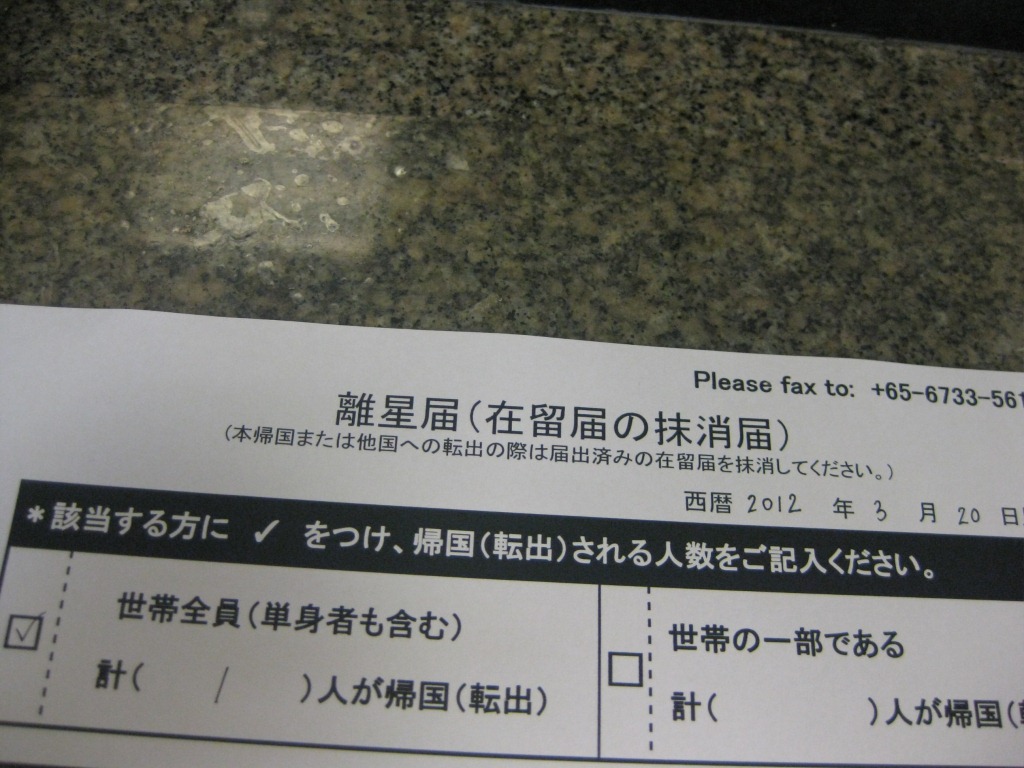 Please fax to: +65-6733-561
離星届(在留届の抹消届)
(本帰国または他国への転出の際は届出済みの在留届を抹消してください。)
西暦 2012 年 3 月 20 日
*該当する方に ✓ をつけ、帰国(転出)される人数をご記入ください。
☑ 世帯全員(単身者も含む)
計( / )人が帰国(転出)
☐ 世帯の一部である
計( )人が帰国(